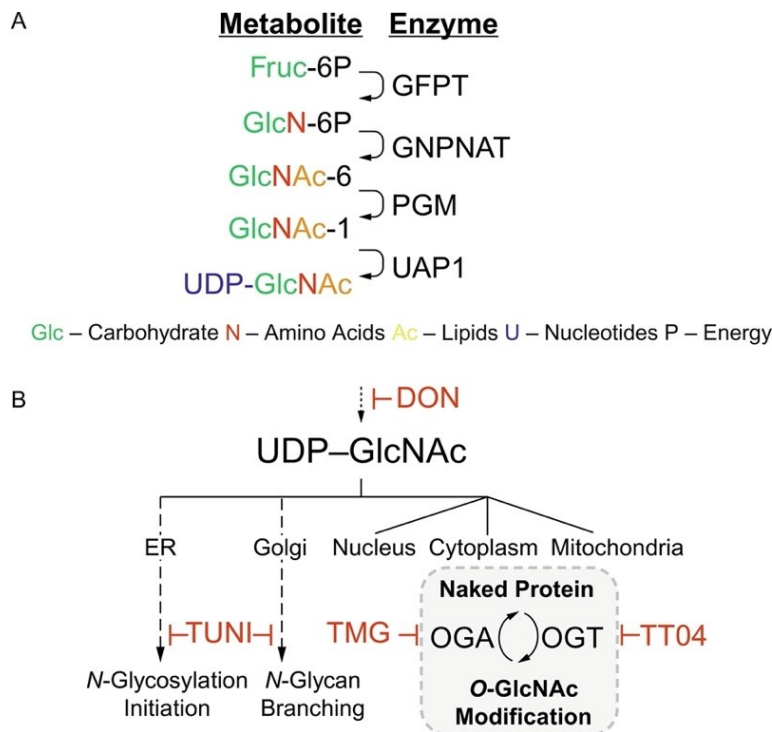 A
Metabolite Enzyme
Fruc-6P
GFPT
GlcN-6P
GNPNAT
GlcNAc-6
PGM
GlcNAc-1
UAP1
UDP-GlcNAc
Glc – Carbohydrate N – Amino Acids Ac – Lipids U – Nucleotides P – Energy
B
DON
UDP–GlcNAc
ER Golgi Nucleus Cytoplasm Mitochondria
Naked Protein
TUNI TMG OGA OGT TT04
N-Glycosylation Initiation
N-Glycan Branching
O-GlcNAc Modification